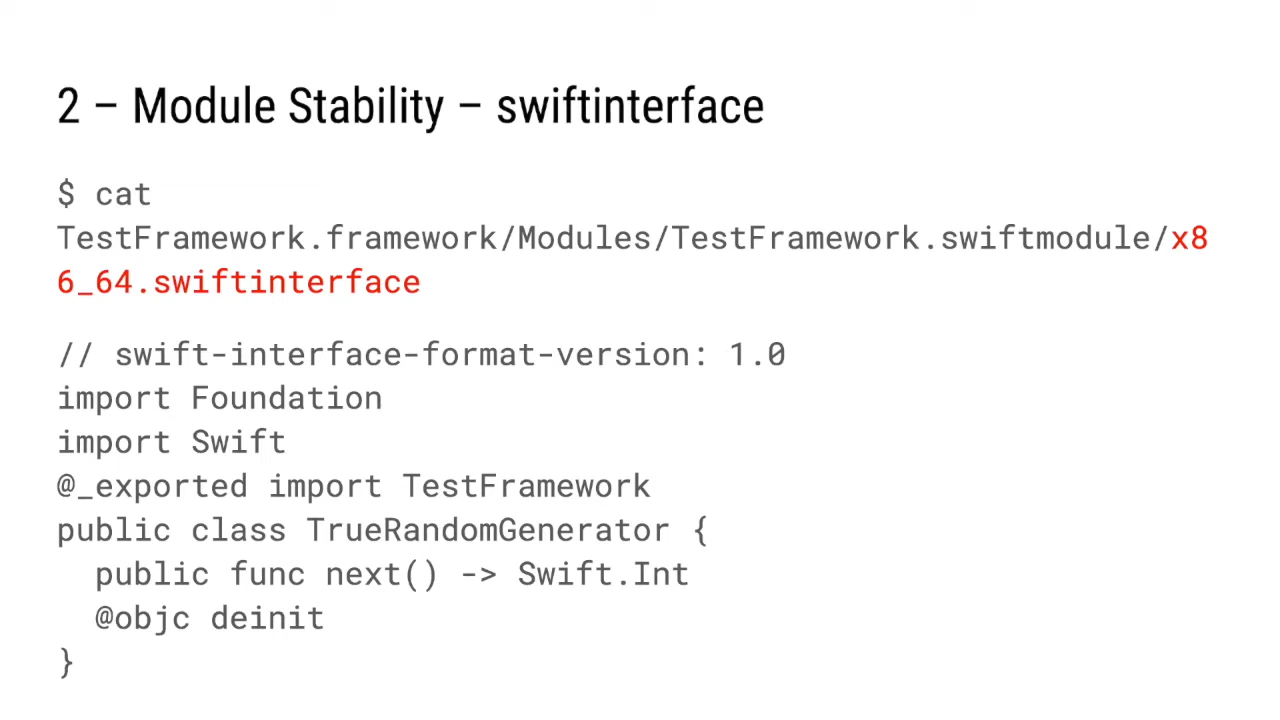 2 – Module Stability – swiftinterface
$ cat
TestFramework.framework/Modules/TestFramework.swiftmodule/x8
6_64.swiftinterface
// swift-interface-format-version: 1.0
import Foundation
import Swift
@_exported import TestFramework
public class TrueRandomGenerator {
  public func next() -> Swift.Int
  @objc deinit
}